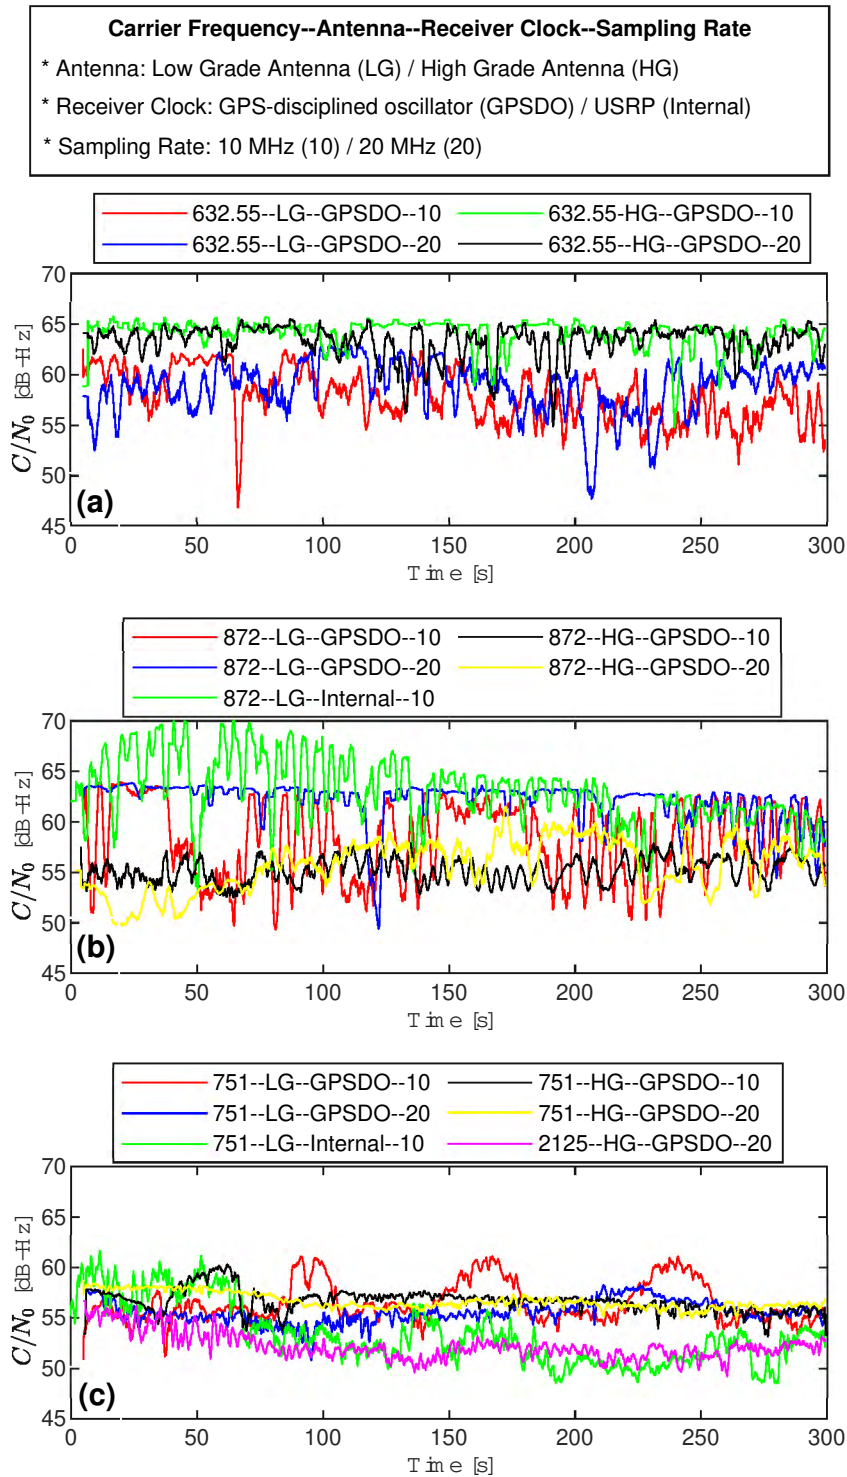 Carrier Frequency--Antenna--Receiver Clock--Sampling Rate
* Antenna: Low Grade Antenna (LG) / High Grade Antenna (HG)
* Receiver Clock: GPS-disciplined oscillator (GPSDO) / USRP (Internal)
* Sampling Rate: 10 MHz (10) / 20 MHz (20)
632.55--LG--GPSDO--10 632.55-HG--GPSDO--10
632.55--LG--GPSDO--20 632.55--HG--GPSDO--20
70
65
60
55
50
45
C/N₀ [dB-Hz]
(a)
0 50 100 150 200 250 300
Time [s]
872--LG--GPSDO--10 872--HG--GPSDO--10
872--LG--GPSDO--20 872--HG--GPSDO--20
872--LG--Internal--10
70
65
60
55
50
45
C/N₀ [dB-Hz]
(b)
0 50 100 150 200 250 300
Time [s]
751--LG--GPSDO--10 751--HG--GPSDO--10
751--LG--GPSDO--20 751--HG--GPSDO--20
751--LG--Internal--10 2125--HG--GPSDO--20
70
65
60
55
50
45
C/N₀ [dB-Hz]
(c)
0 50 100 150 200 250 300
Time [s]